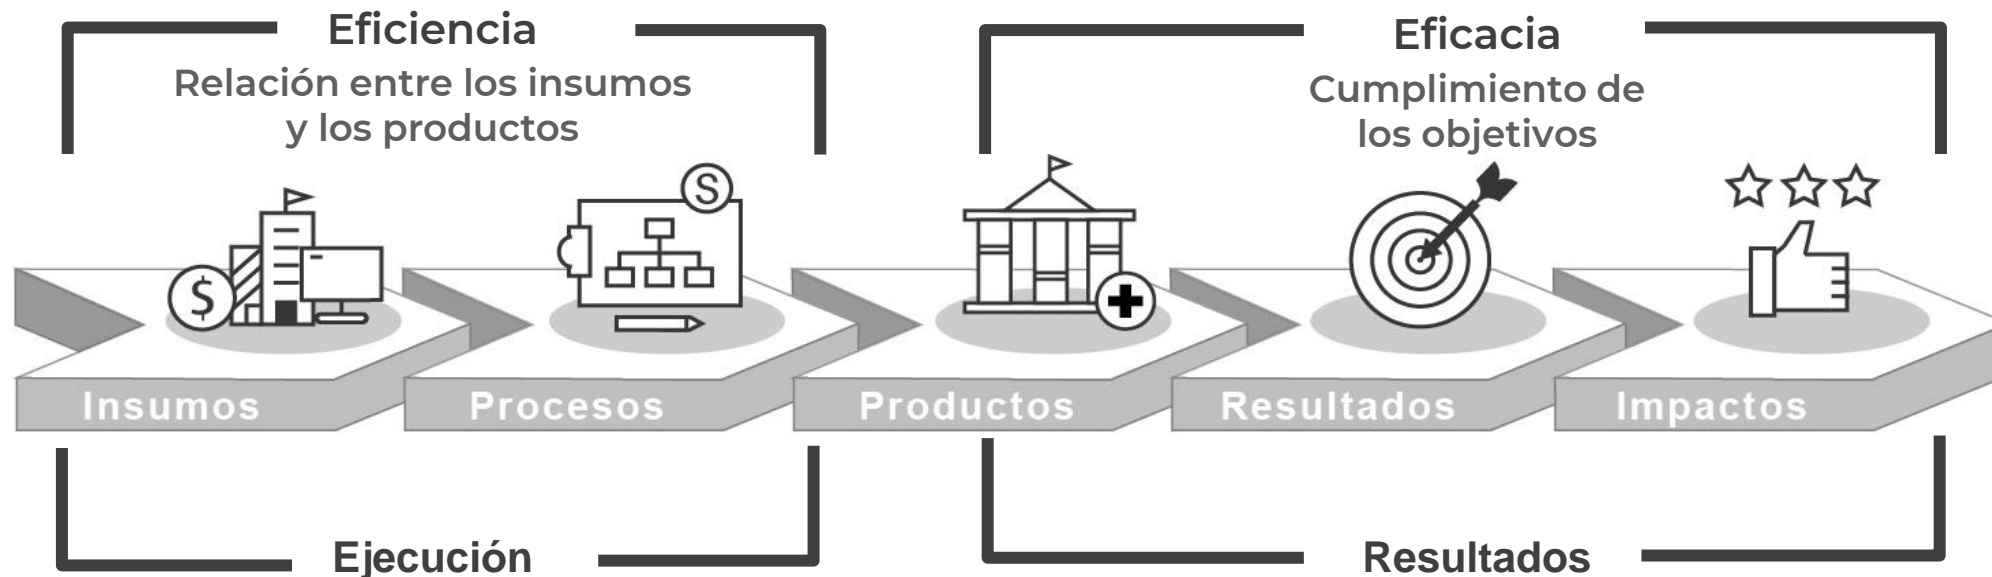 Eficiencia
Relación entre los insumos
y los productos
Eficacia
Cumplimiento de
los objetivos
$
S
Insumos
Procesos
Productos
Resultados
Impactos
Ejecución
Resultados